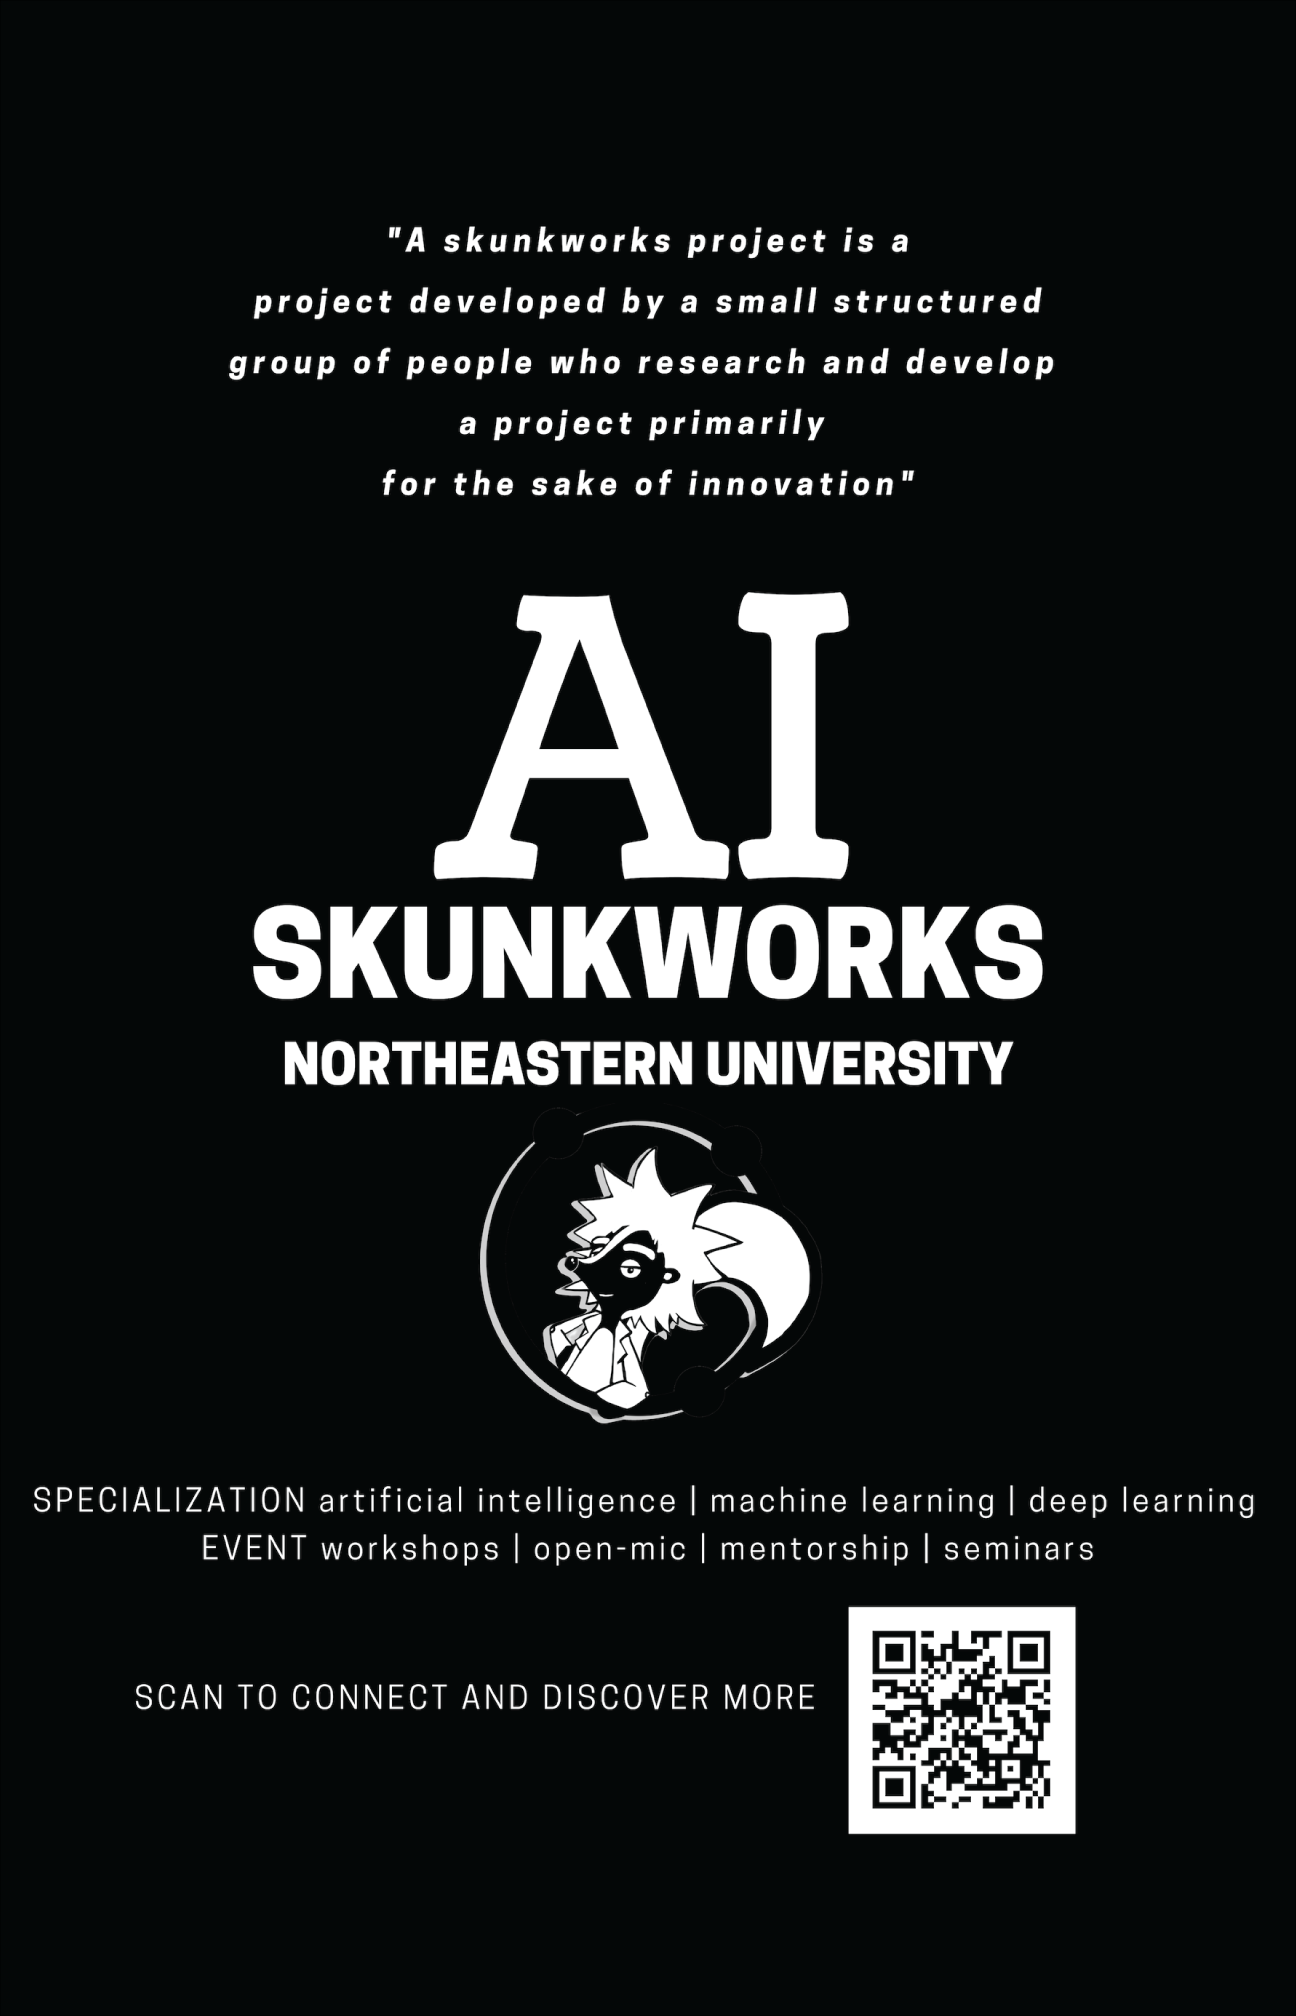 "A skunkworks project is a
project developed by a small structured
group of people who research and develop
a project primarily
for the sake of innovation"
AI
SKUNKWORKS
NORTHEASTERN UNIVERSITY
SPECIALIZATION artificial intelligence | machine learning | deep learning
EVENT workshops | open-mic | mentorship | seminars
SCAN TO CONNECT AND DISCOVER MORE